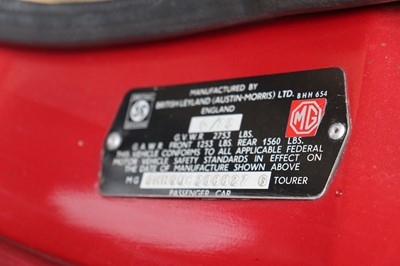 MANUFACTURED BY
BRITISH LEYLAND (AUSTIN-MORRIS) LTD. BHH 654
ENGLAND
G.V.W.R 2753 LBS.
G.A.W.R FRONT 1253 LBS. REAR 1560 LBS.
THIS VEHICLE CONFORMS TO ALL APPLICABLE FEDERAL
MOTOR VEHICLE SAFETY STANDARDS IN EFFECT ON
THE DATE OF MANUFACTURE SHOWN ABOVE
MG TOURER
PASSENGER CAR
MG